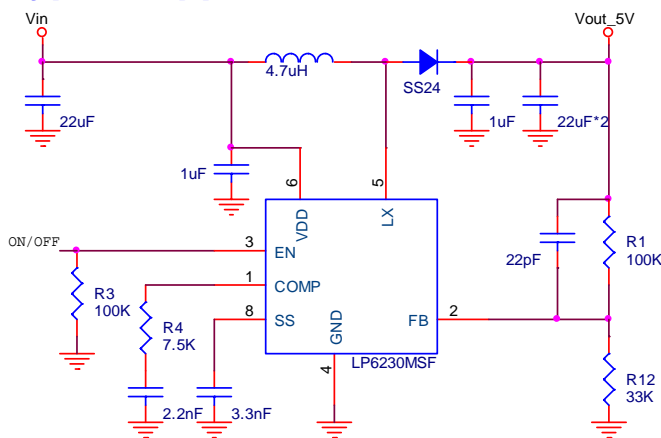 Vin
Vout_5V
4.7uH
SS24
22uF
1uF
22uF*2
1uF
6
5
VDD
LX
ON/OFF
3
EN
22pF
R1
100K
1
COMP
R3
100K
R4
7.5K
8
SS
2
FB
GND
LP6230MSF
4
R12
33K
2.2nF
3.3nF